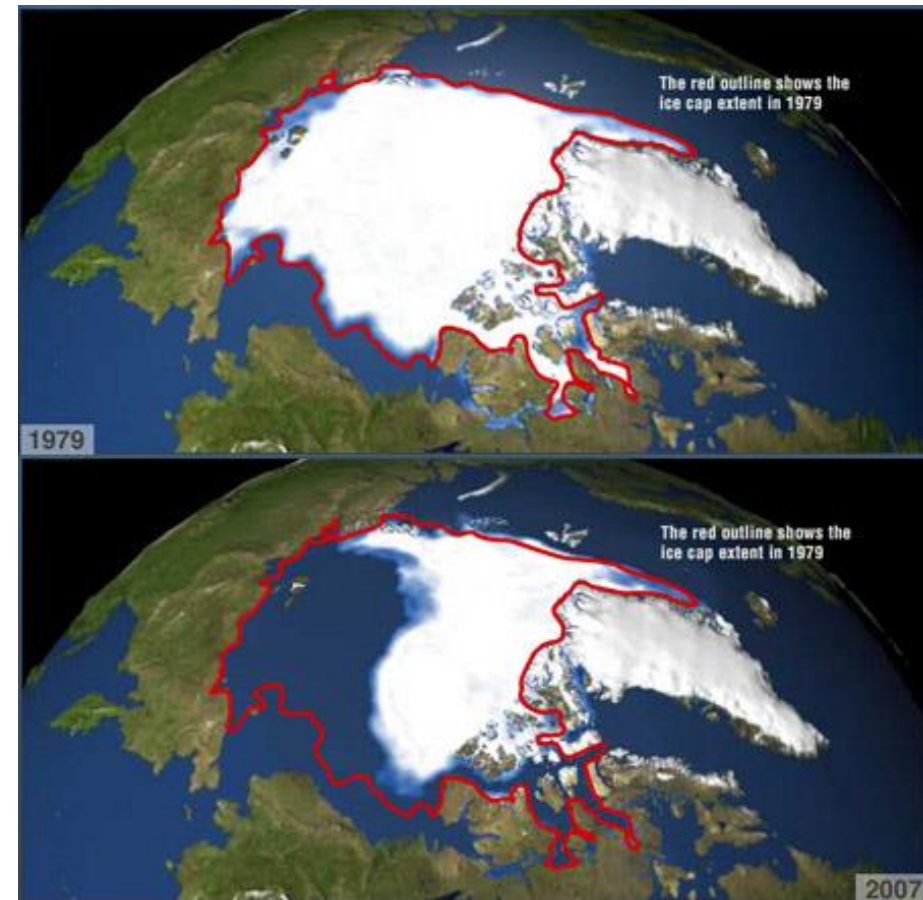 The red outline shows the
ice cap extent in 1979
1979
The red outline shows the
ice cap extent in 1979
2007